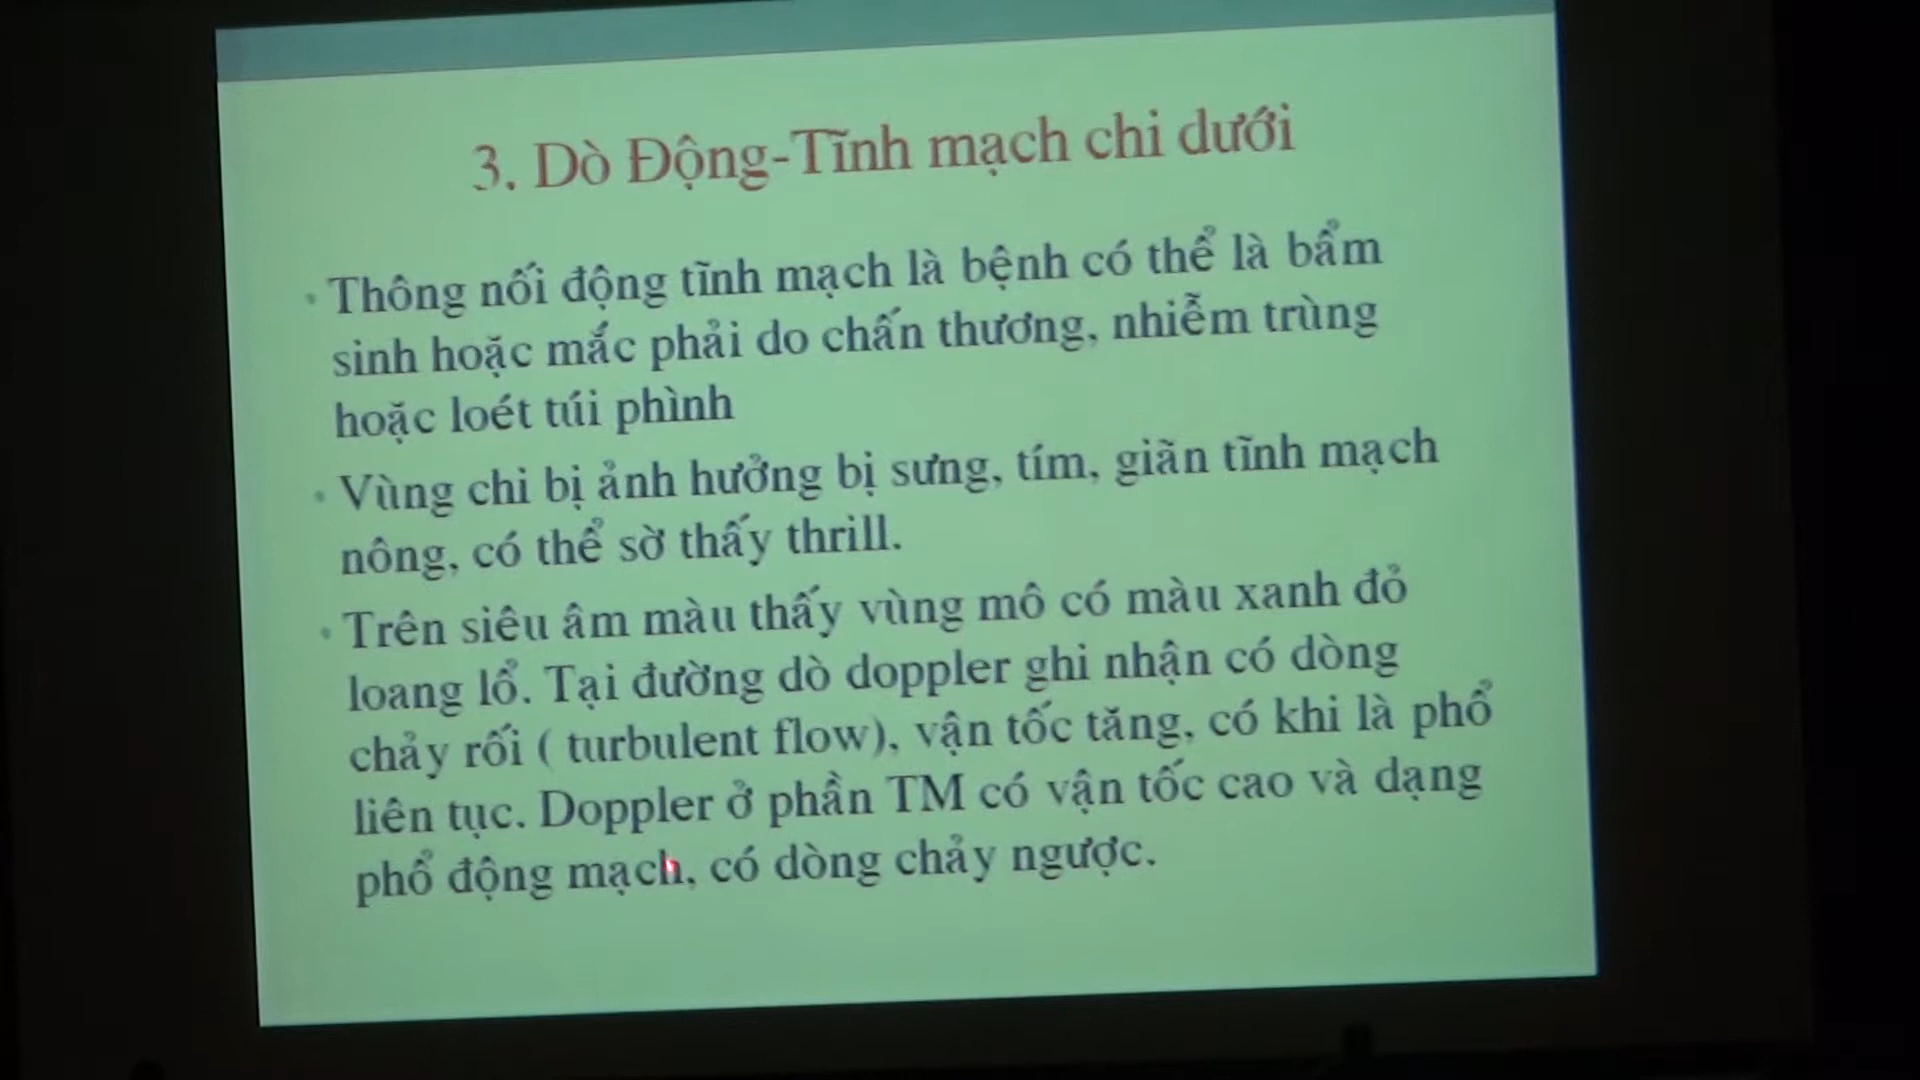 3. Dò Động-Tĩnh mạch chi dưới
• Thông nối động tĩnh mạch là bệnh có thể là bẩm
sinh hoặc mắc phải do chấn thương, nhiễm trùng
hoặc loét túi phình
• Vùng chi bị ảnh hưởng bị sưng, tím, giãn tĩnh mạch
nông, có thể sờ thấy thrill.
• Trên siêu âm màu thấy vùng mô có màu xanh đỏ
loang lổ. Tại đường dò doppler ghi nhận có dòng
chảy rối ( turbulent flow), vận tốc tăng, có khi là phổ
liên tục. Doppler ở phần TM có vận tốc cao và dạng
phổ động mạch, có dòng chảy ngược.